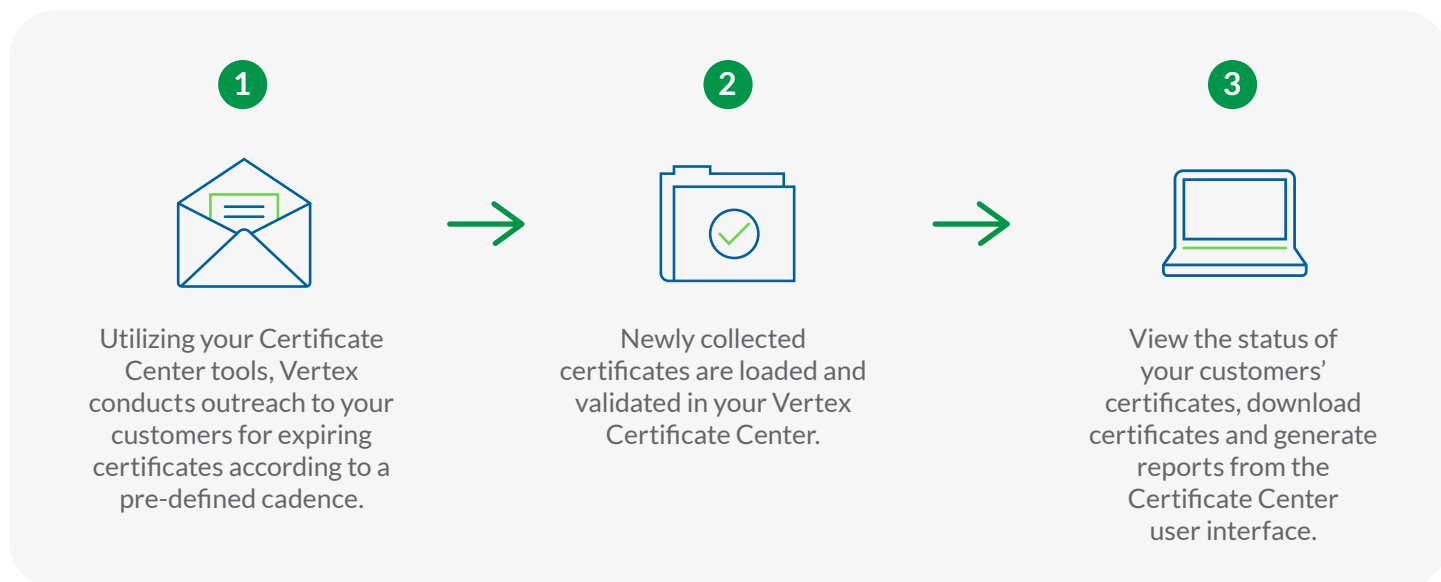 1
Utilizing your Certificate
Center tools, Vertex
conducts outreach to your
customers for expiring
certificates according to a
pre-defined cadence.
2
Newly collected
certificates are loaded and
validated in your Vertex
Certificate Center.
3
View the status of
your customers’
certificates, download
certificates and generate
reports from the
Certificate Center
user interface.